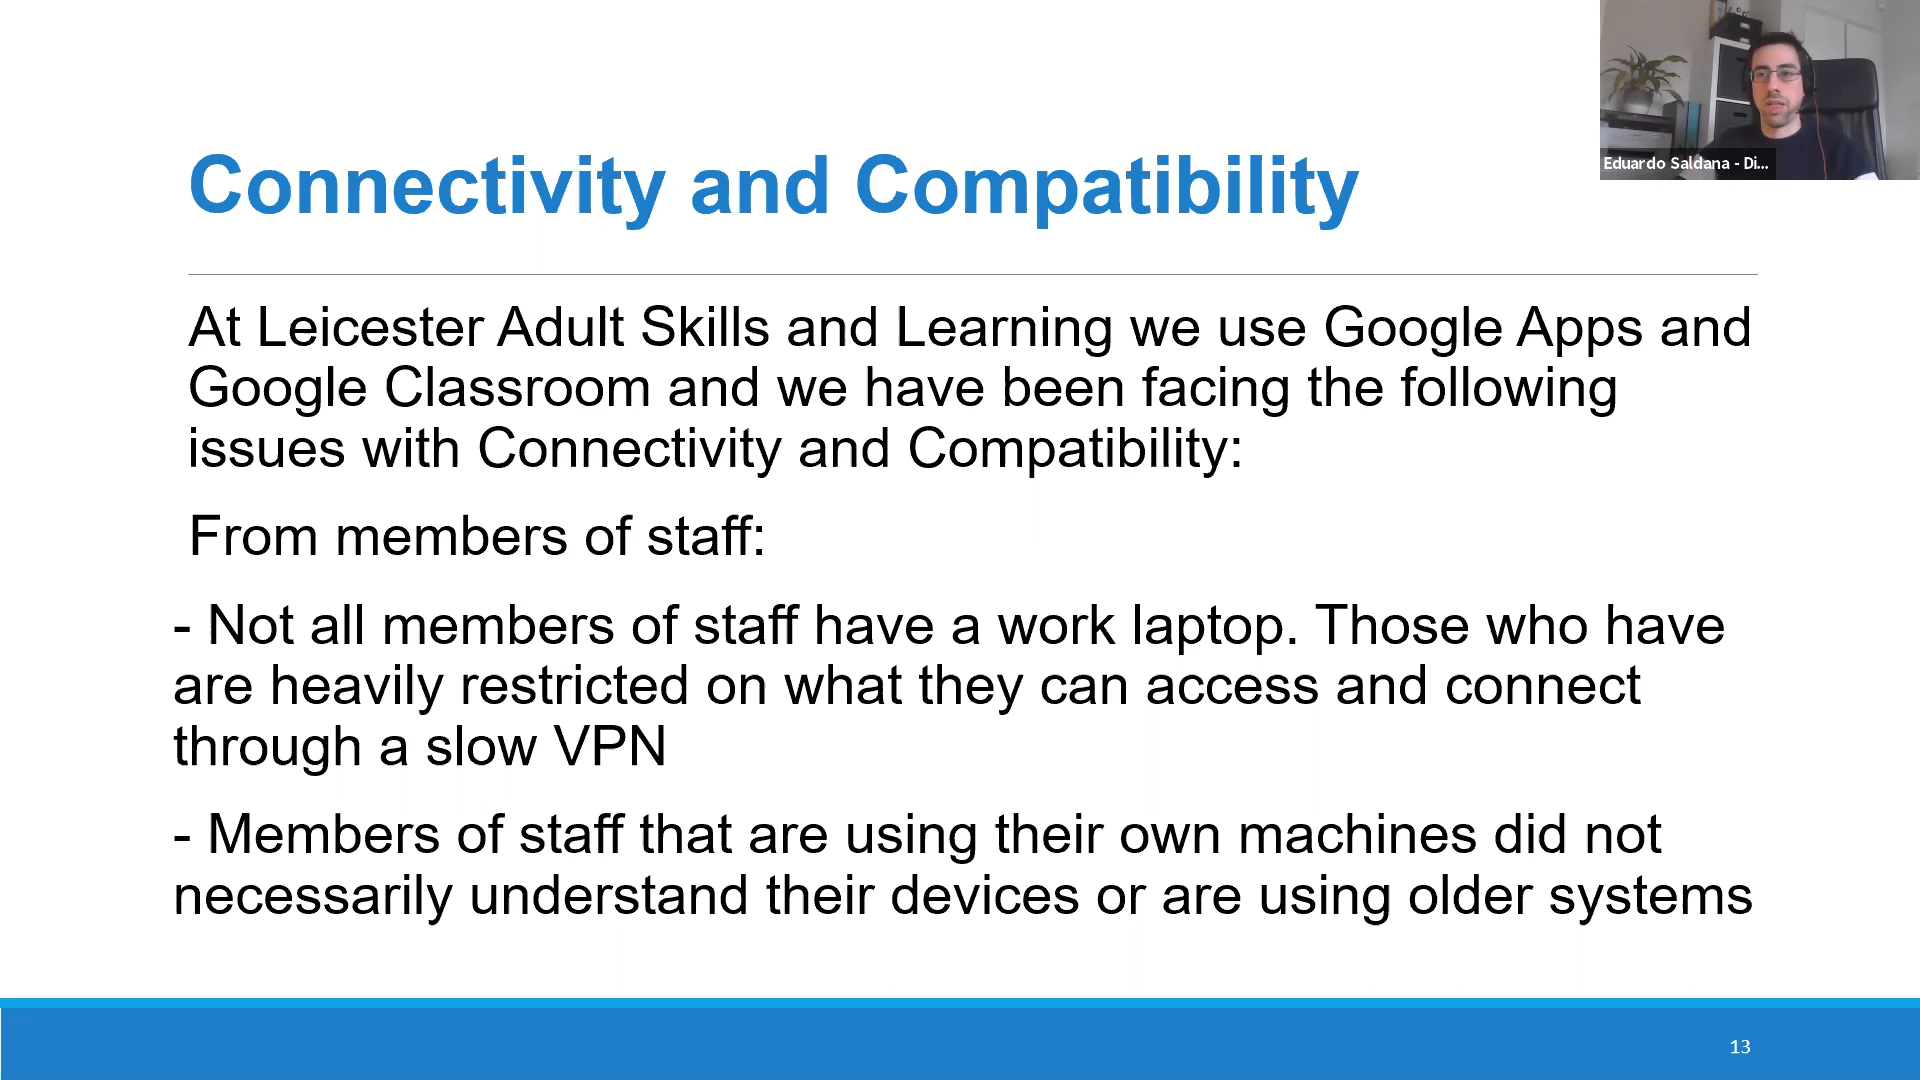 Eduardo Saldana - Di...
Connectivity and Compatibility
At Leicester Adult Skills and Learning we use Google Apps and
Google Classroom and we have been facing the following
issues with Connectivity and Compatibility:
From members of staff:
- Not all members of staff have a work laptop. Those who have
are heavily restricted on what they can access and connect
through a slow VPN
- Members of staff that are using their own machines did not
necessarily understand their devices or are using older systems
13